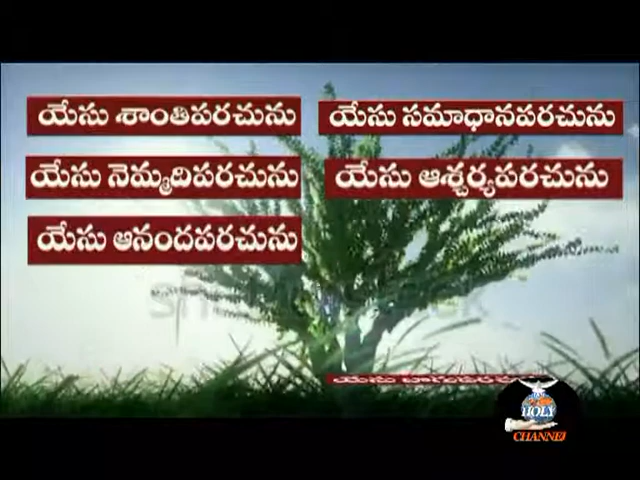 యేసు శాంతిపరచును
యేసు సమాధానపరచును
యేసు నెమ్మదిపరచును
యేసు ఆశ్చర్యపరచును
యేసు ఆనందపరచును
యేసు
HOLY
CHANNEL